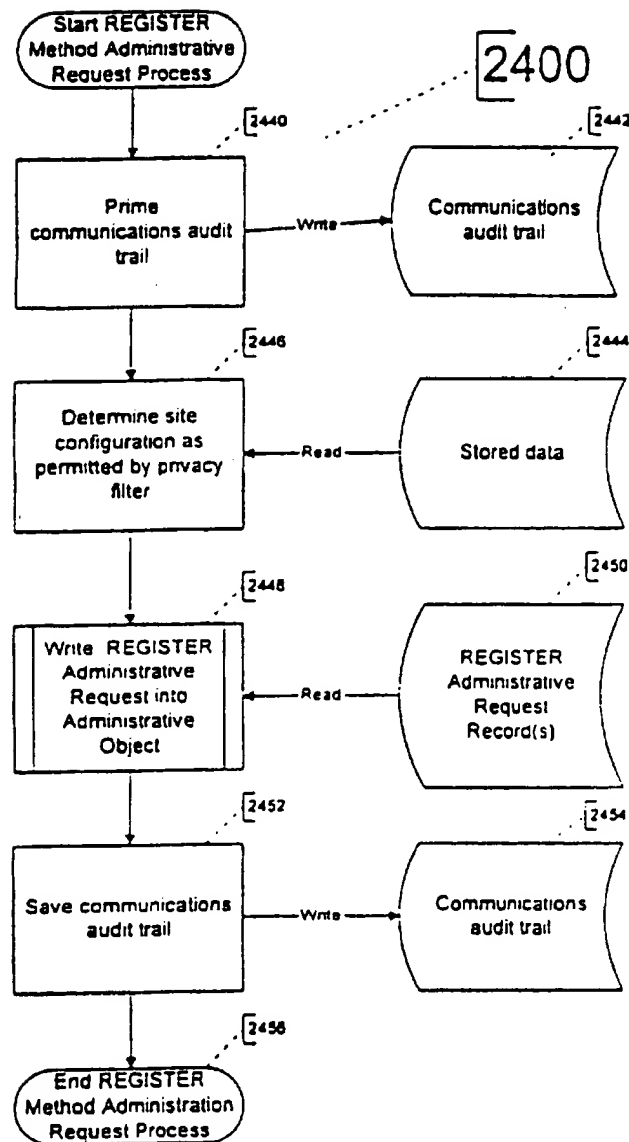 Start REGISTER
Method Administrative
Request Process
2400
2440
2442
Prime
communications audit
trail
Write
Communications
audit trail
2446
2444
Determine site
configuration as
permitted by privacy
filter
Read
Stored data
2448
2450
Write REGISTER
Administrative
Request into
Administrative
Object
Read
REGISTER
Administrative
Request
Record(s)
2452
2454
Save communications
audit trail
Write
Communications
audit trail
2456
End REGISTER
Method Administration
Request Process